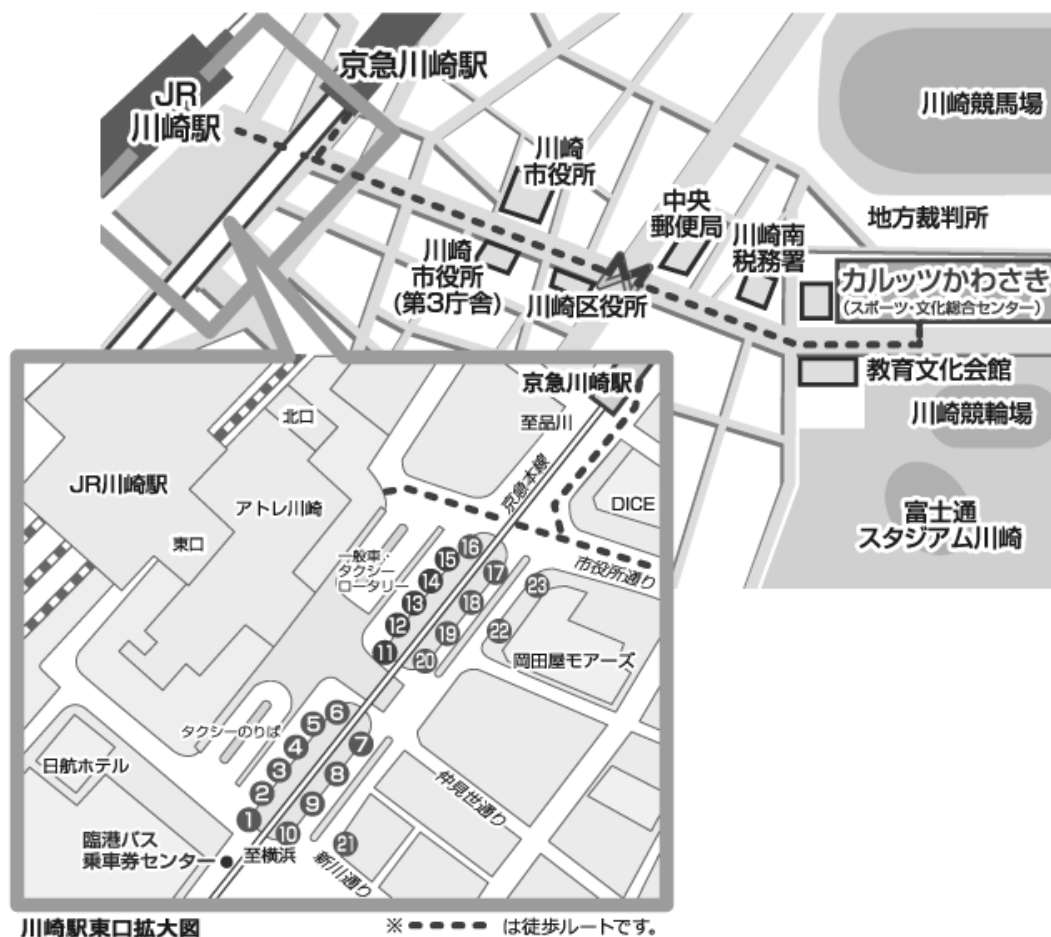 京急川崎駅
JR
川崎駅
川崎競馬場
川崎
市役所
中央
郵便局
地方裁判所
川崎南
税務署
川崎
市役所
(第3庁舎)
川崎区役所
カルッツかわさき
(スポーツ・文化総合センター)
教育文化会館
川崎競輪場
富士通
スタジアム川崎
京急川崎駅
北口
至品川
JR川崎駅
京急本線
アトレ川崎
DICE
東口
一般車・
タクシー
ロータリー
市役所通り
16
15
17
14
23
13
18
12
19
22
11
20
岡田屋モアーズ
6
5
タクシーのりば
4
7
日航ホテル
3
8
仲見世通り
2
9
1
10
21
臨港バス
乗車券センター
至横浜
新川通り
川崎駅東口拡大図
※ は徒歩ルートです。